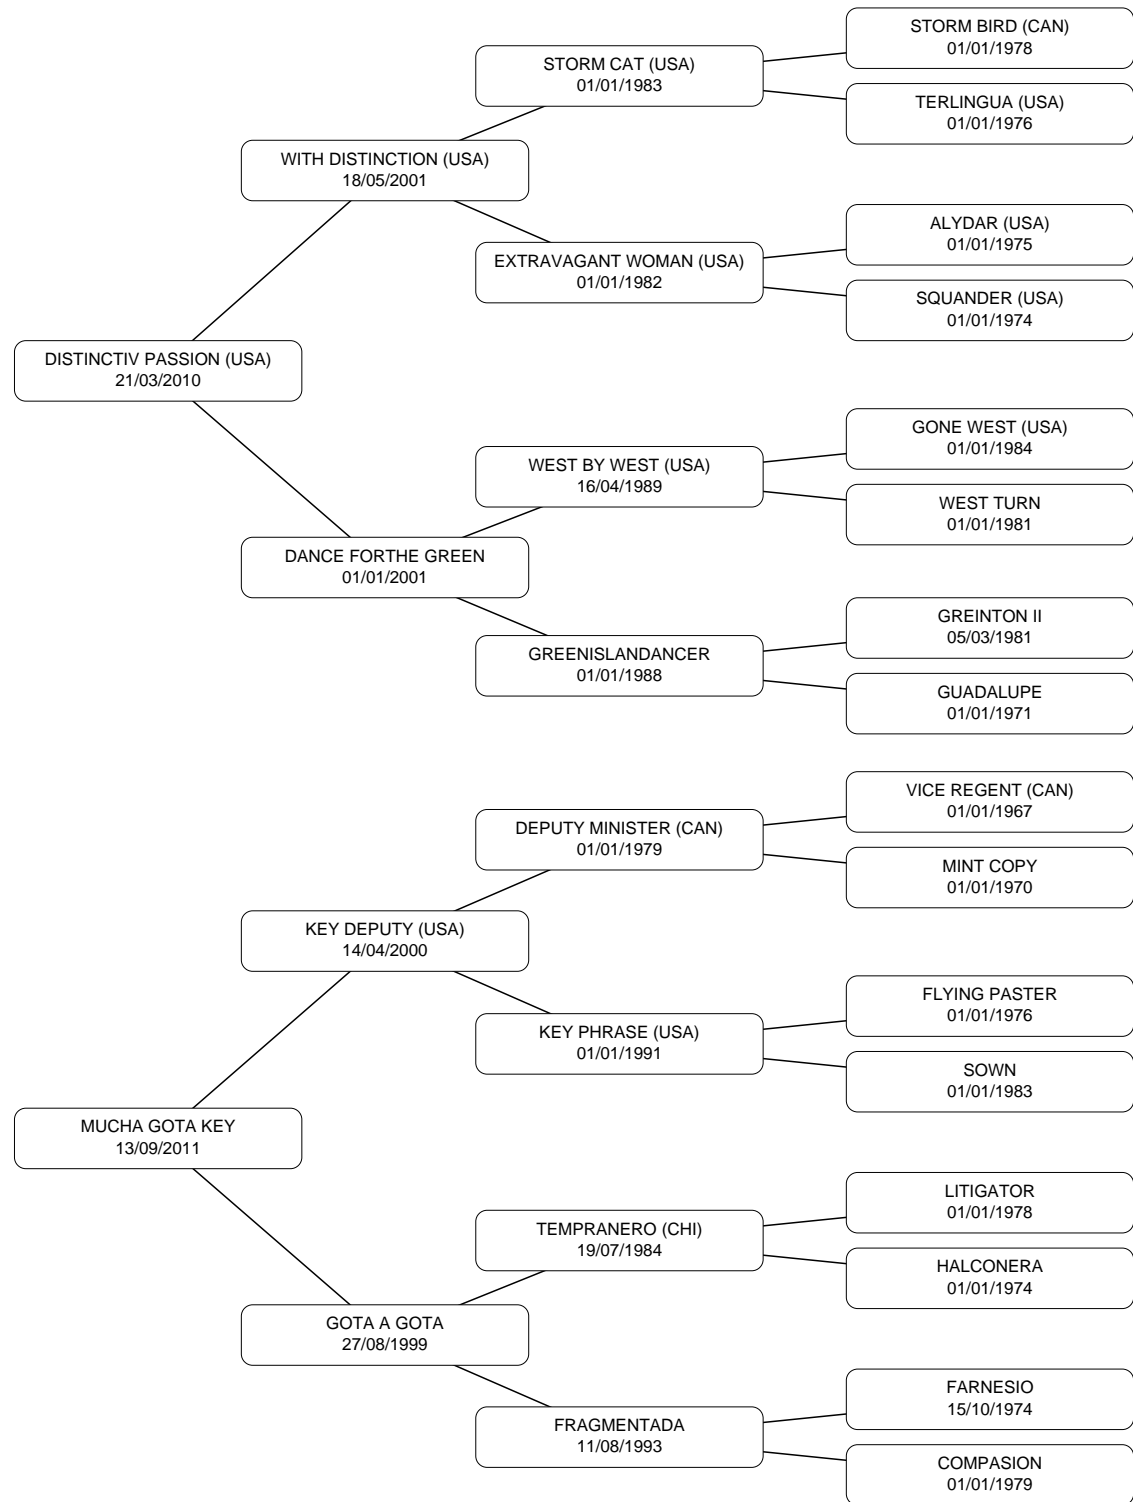 STORM BIRD (CAN)
01/01/1978
STORM CAT (USA)
01/01/1983
TERLINGUA (USA)
01/01/1976
WITH DISTINCTION (USA)
18/05/2001
ALYDAR (USA)
01/01/1975
EXTRAVAGANT WOMAN (USA)
01/01/1982
SQUANDER (USA)
01/01/1974
DISTINCTIV PASSION (USA)
21/03/2010
GONE WEST (USA)
01/01/1984
WEST BY WEST (USA)
16/04/1989
WEST TURN
01/01/1981
DANCE FORTHE GREEN
01/01/2001
GREINTON II
05/03/1981
GREENISLANDANCER
01/01/1988
GUADALUPE
01/01/1971
VICE REGENT (CAN)
01/01/1967
DEPUTY MINISTER (CAN)
01/01/1979
MINT COPY
01/01/1970
KEY DEPUTY (USA)
14/04/2000
FLYING PASTER
01/01/1976
KEY PHRASE (USA)
01/01/1991
SOWN
01/01/1983
MUCHA GOTA KEY
13/09/2011
LITIGATOR
01/01/1978
TEMPRANERO (CHI)
19/07/1984
HALCONERA
01/01/1974
GOTA A GOTA
27/08/1999
FARNESIO
15/10/1974
FRAGMENTADA
11/08/1993
COMPASION
01/01/1979